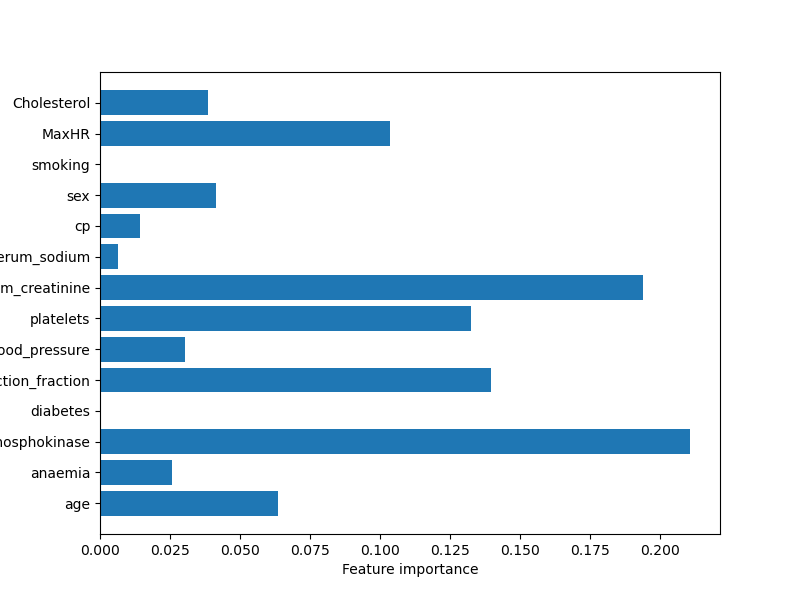 Cholesterol
MaxHR
smoking
sex
cp
erum_sodium
m_creatinine
platelets
ood_pressure
ction_fraction
diabetes
hosphokinase
anaemia
age
0.000 0.025 0.050 0.075 0.100 0.125 0.150 0.175 0.200
Feature importance